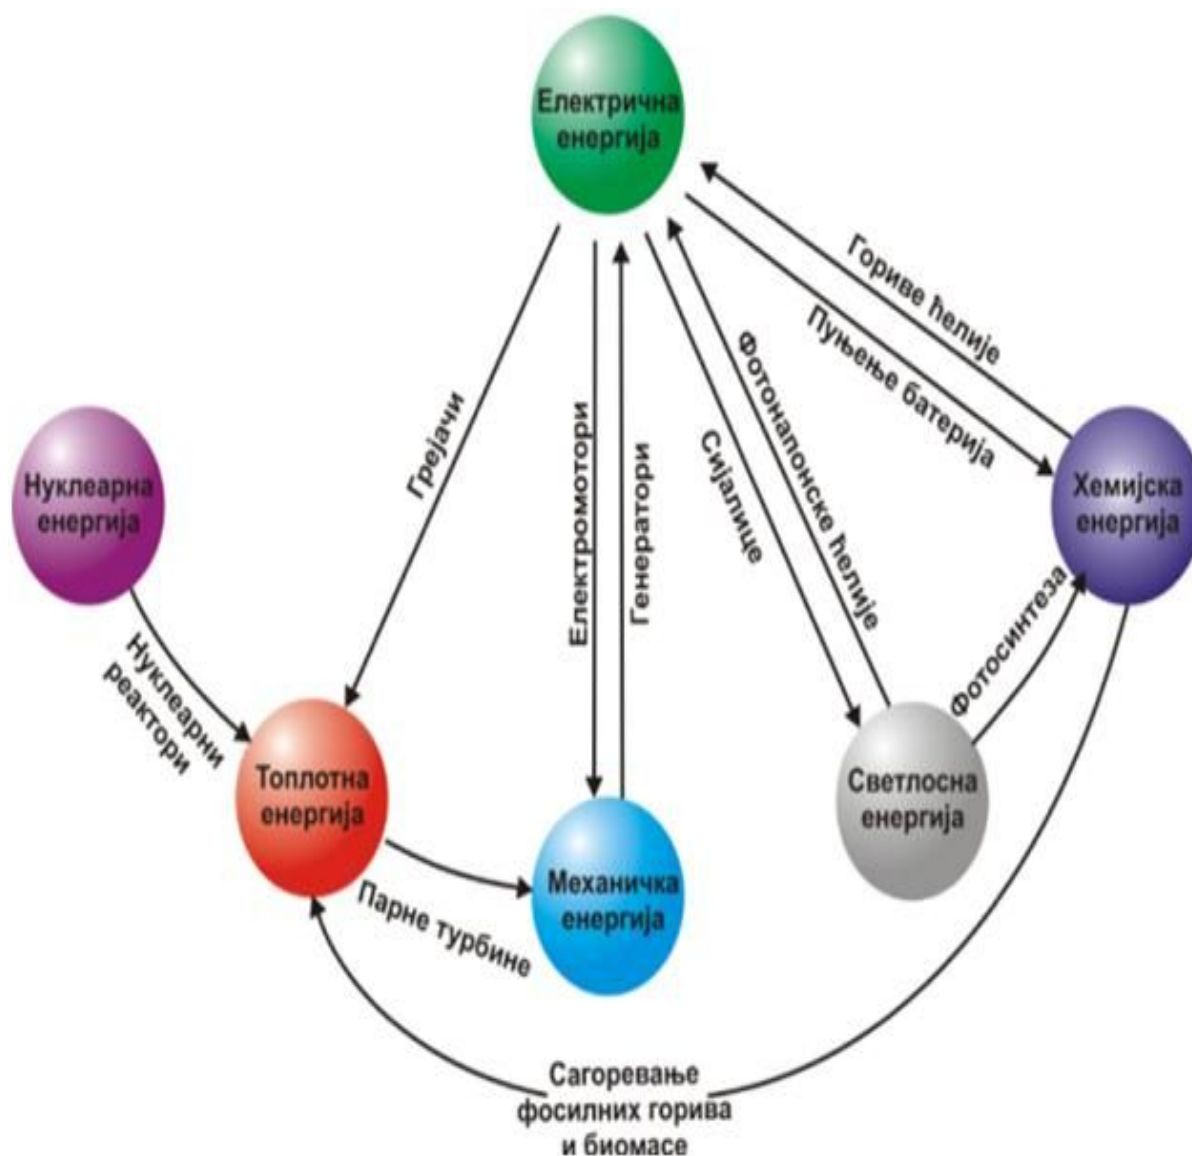 Електрична
енергија
Гориве ћелије
Пуњење батерија
Фотонапонске ћелије
Сијалице
Грејачи
Електромотори
Генератори
Нуклеарна
енергија
Хемијска
енергија
Фотосинтеза
Нуклеарни
реактори
Топлотна
енергија
Светлосна
енергија
Механичка
енергија
Парне турбине
Сагоревање
фосилних горива
и биомасе